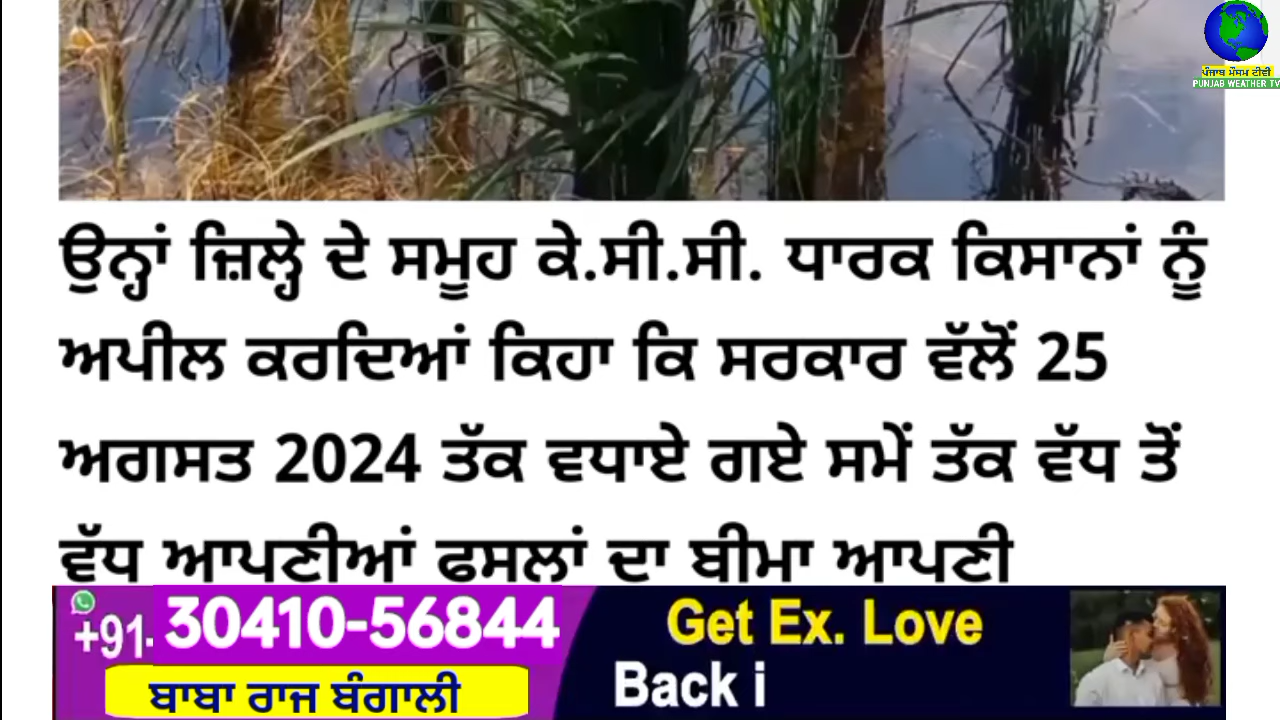 ਪੰਜਾਬ ਮੌਸਮ ਟੀਵੀ
PUNJAB WEATHER TV
ਉਨ੍ਹਾਂ ਜ਼ਿਲ੍ਹੇ ਦੇ ਸਮੂਹ ਕੇ.ਸੀ.ਸੀ. ਧਾਰਕ ਕਿਸਾਨਾਂ ਨੂੰ
ਅਪੀਲ ਕਰਦਿਆਂ ਕਿਹਾ ਕਿ ਸਰਕਾਰ ਵੱਲੋਂ 25
ਅਗਸਤ 2024 ਤੱਕ ਵਧਾਏ ਗਏ ਸਮੇਂ ਤੱਕ ਵੱਧ ਤੋਂ
ਵੱਧ ਆਪਣੀਆਂ ਫਸਲਾਂ ਦਾ ਬੀਮਾ ਆਪਣੀ
+91. 30410-56844
ਬਾਬਾ ਰਾਜ ਬੰਗਾਲੀ
Get Ex. Love
Back i